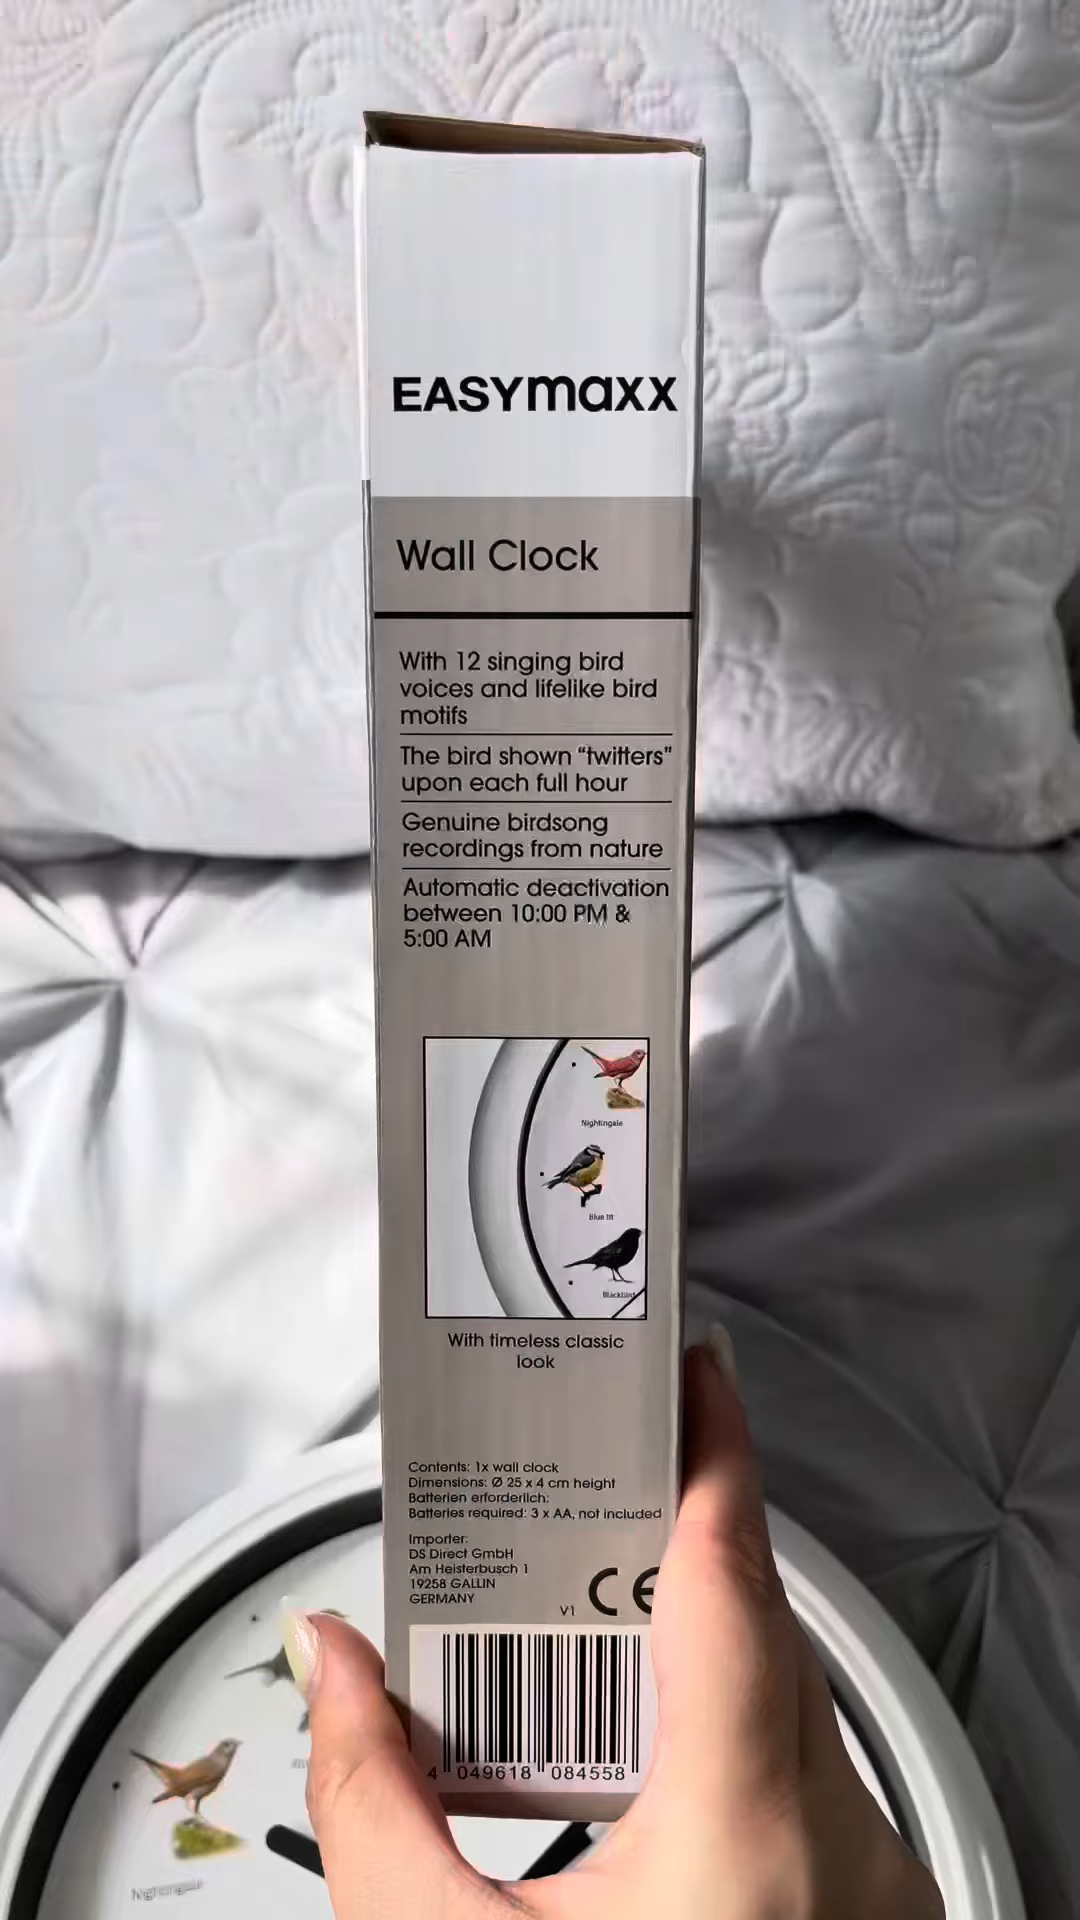 EASYmaxx
Wall Clock
With 12 singing bird
voices and lifelike bird
motifs
The bird shown “twitters”
upon each full hour
Genuine birdsong
recordings from nature
Automatic deactivation
between 10:00 PM &
5:00 AM
Nightingale
Blue tit
Blackbird
With timeless classic
look
Contents: 1x wall clock
Dimensions: Ø 25 x 4 cm height
Batterien erforderlich:
Batteries required: 3 x AA, not included
Importer:
DS Direct GmbH
Am Heisterbusch 1
19258 GALLIN
GERMANY
V1 CE
4 049618 084558
Nightingale